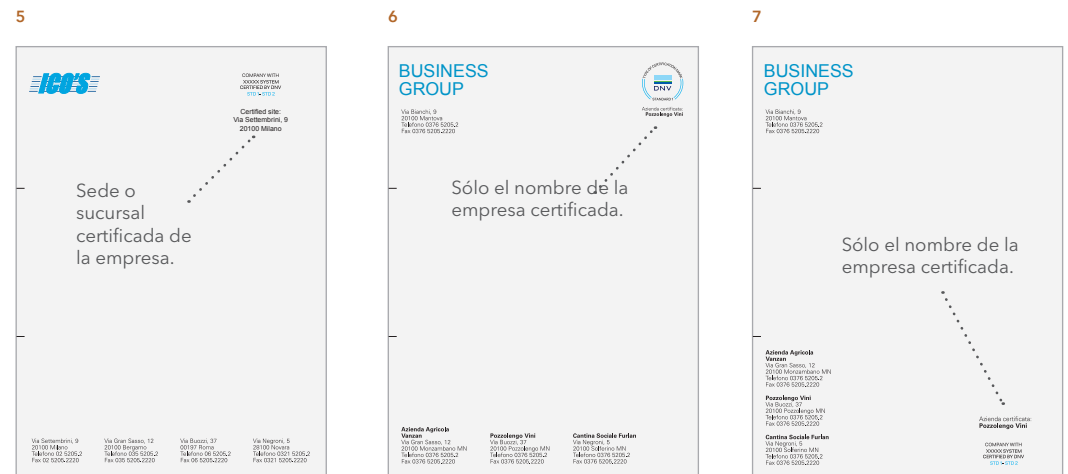 5
ICO'S
COMPANY WITH
XXXXX SYSTEM
CERTIFIED BY DNV
STD 1 - STD 2
Certified site:
Via Settembrini, 9
20100 Milano
Sede o
sucursal
certificada de
la empresa.
Via Settembrini, 9
20100 Milano
Telefono 02 5205.2
Fax 02 5205.2220
Via Gran Sasso, 12
20100 Bergamo
Telefono 035 5205.2
Fax 035 5205.2220
Via Buozzi, 37
00197 Roma
Telefono 06 5205.2
Fax 06 5205.2220
Via Negroni, 5
28100 Novara
Telefono 0321 5205.2
Fax 0321 5205.2220
6
BUSINESS
GROUP
Via Bianchi, 9
20100 Mantova
Telefono 0376 5205.2
Fax 0376 5205.2220
DNV
STANDARD 1
Azienda certificata:
Pozzolengo Vini
Sólo el nombre de la
empresa certificada.
Azienda Agricola
Vanzan
Via Gran Sasso, 12
20100 Monzambano MN
Telefono 0376 5205.2
Fax 0376 5205.2220
Pozzolengo Vini
Via Buozzi, 37
20100 Pozzolengo MN
Telefono 0376 5205.2
Fax 0376 5205.2220
Cantina Sociale Furlan
Via Negroni, 5
20100 Solferino MN
Telefono 0376 5205.2
Fax 0376 5205.2220
7
BUSINESS
GROUP
Via Bianchi, 9
20100 Mantova
Telefono 0376 5205.2
Fax 0376 5205.2220
Sólo el nombre de la
empresa certificada.
Azienda Agricola
Vanzan
Via Gran Sasso, 12
20100 Monzambano MN
Telefono 0376 5205.2
Fax 0376 5205.2220
Pozzolengo Vini
Via Buozzi, 37
20100 Pozzolengo MN
Telefono 0376 5205.2
Fax 0376 5205.2220
Cantina Sociale Furlan
Via Negroni, 5
20100 Solferino MN
Telefono 0376 5205.2
Fax 0376 5205.2220
Azienda certificata:
Pozzolengo Vini
COMPANY WITH
XXXXX SYSTEM
CERTIFIED BY DNV
STD 1 - STD 2